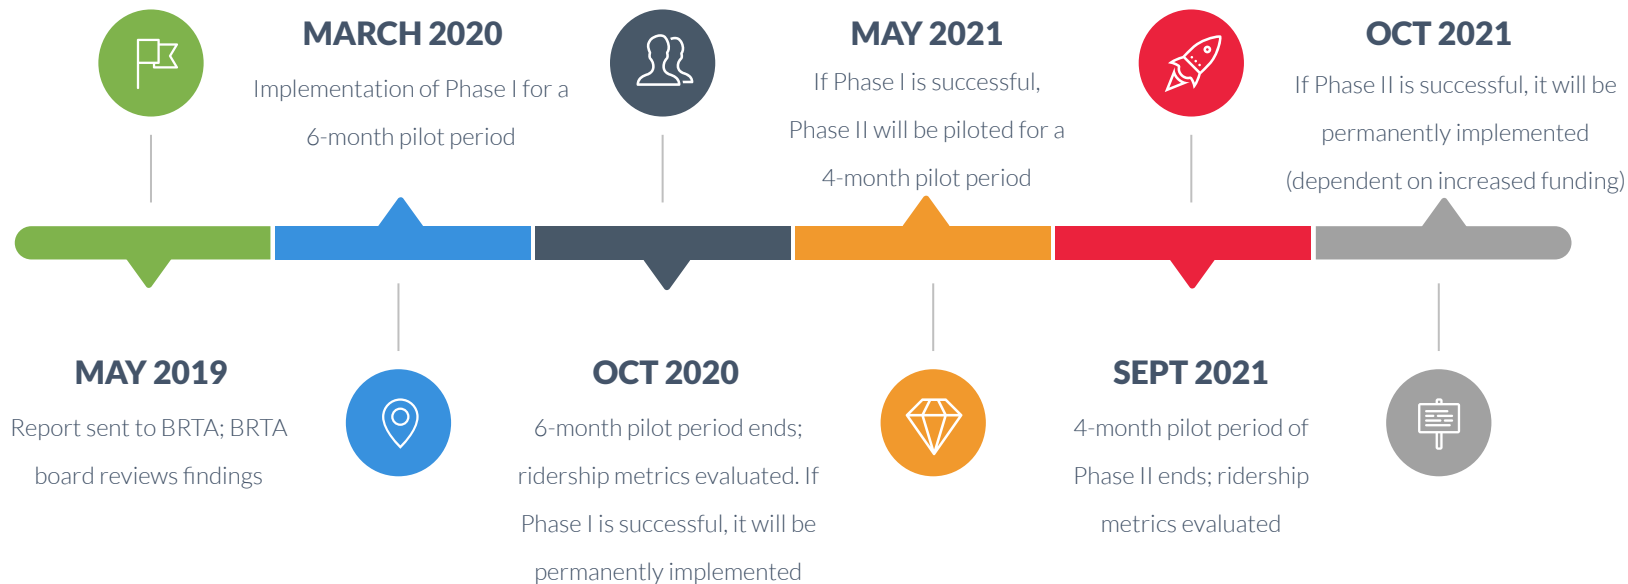 MAY 2019
Report sent to BRTA; BRTA
board reviews findings
MARCH 2020
Implementation of Phase I for a
6-month pilot period
OCT 2020
6-month pilot period ends;
ridership metrics evaluated. If
Phase I is successful, it will be
permanently implemented
MAY 2021
If Phase I is successful,
Phase II will be piloted for a
4-month pilot period
SEPT 2021
4-month pilot period of
Phase II ends; ridership
metrics evaluated
OCT 2021
If Phase II is successful, it will be
permanently implemented
(dependent on increased funding)